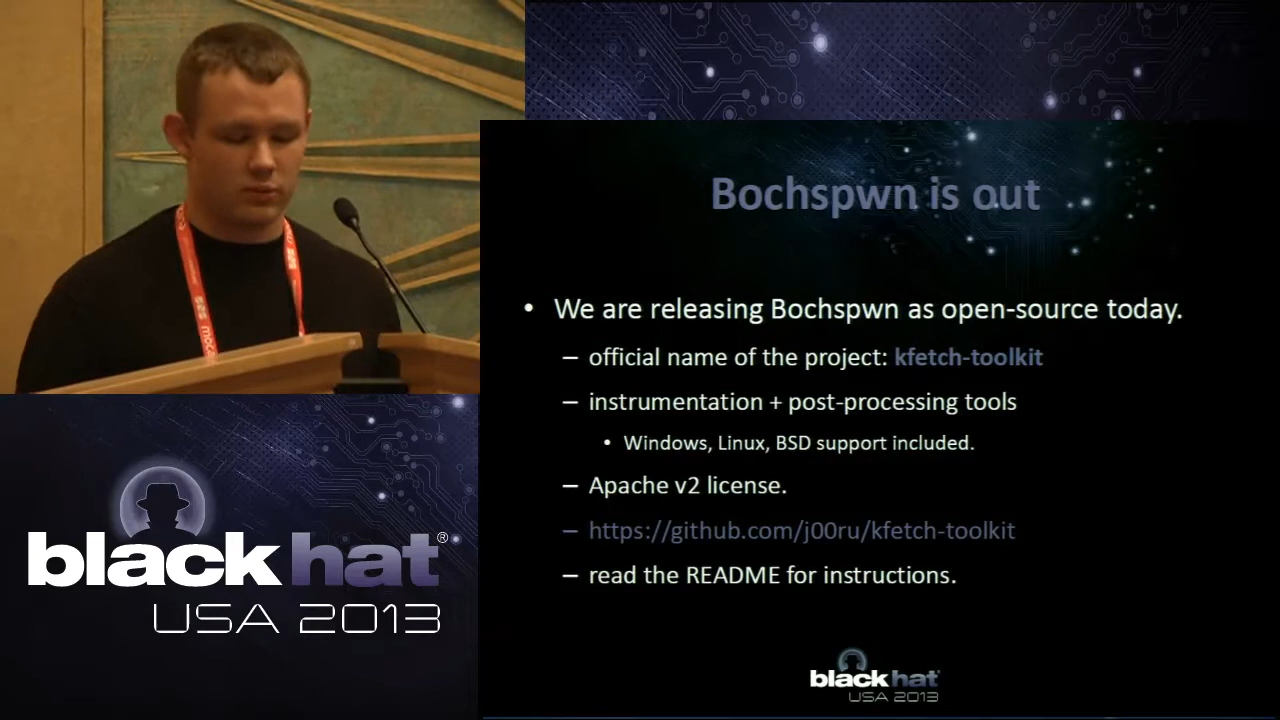 Bochspwn is out
• We are releasing Bochspwn as open-source today.
– official name of the project: kfetch-toolkit
– instrumentation + post-processing tools
• Windows, Linux, BSD support included.
– Apache v2 license.
– https://github.com/j00ru/kfetch-toolkit
– read the README for instructions.
black hat®
USA 2013
black hat
USA 2013